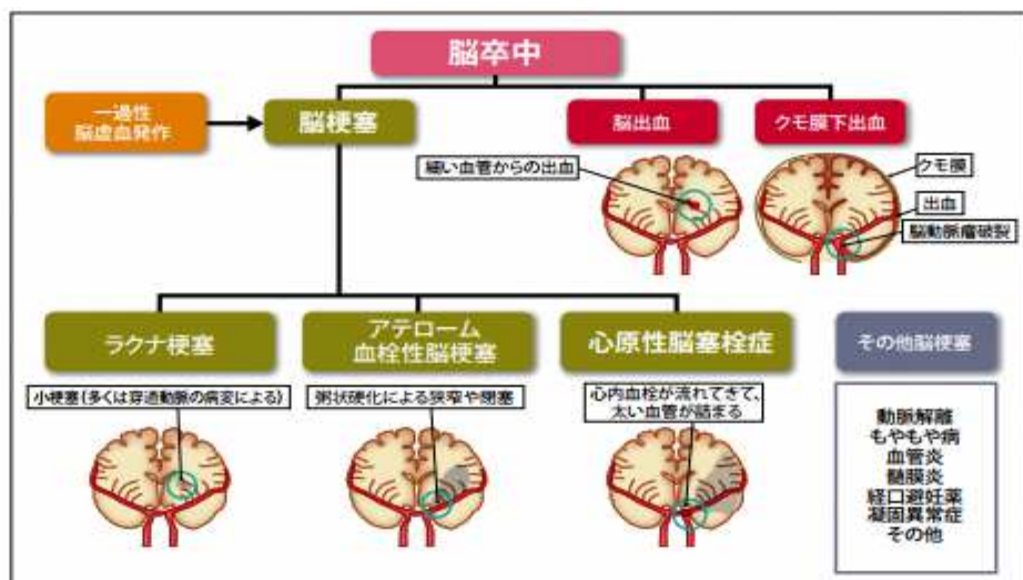 脳卒中
一過性
脳虚血発作
脳梗塞
脳出血
クモ膜下出血
細い血管からの出血
クモ膜
出血
脳動脈瘤破裂
ラクナ梗塞
アテローム
血栓性脳梗塞
心原性脳塞栓症
その他脳梗塞
小梗塞(多くは穿通動脈の病変による)
粥状硬化による狭窄や閉塞
心内血栓が流れてきて、
太い血管が詰まる
動脈解離
もやもや病
血管炎
髄膜炎
経口避妊薬
凝固異常症
その他